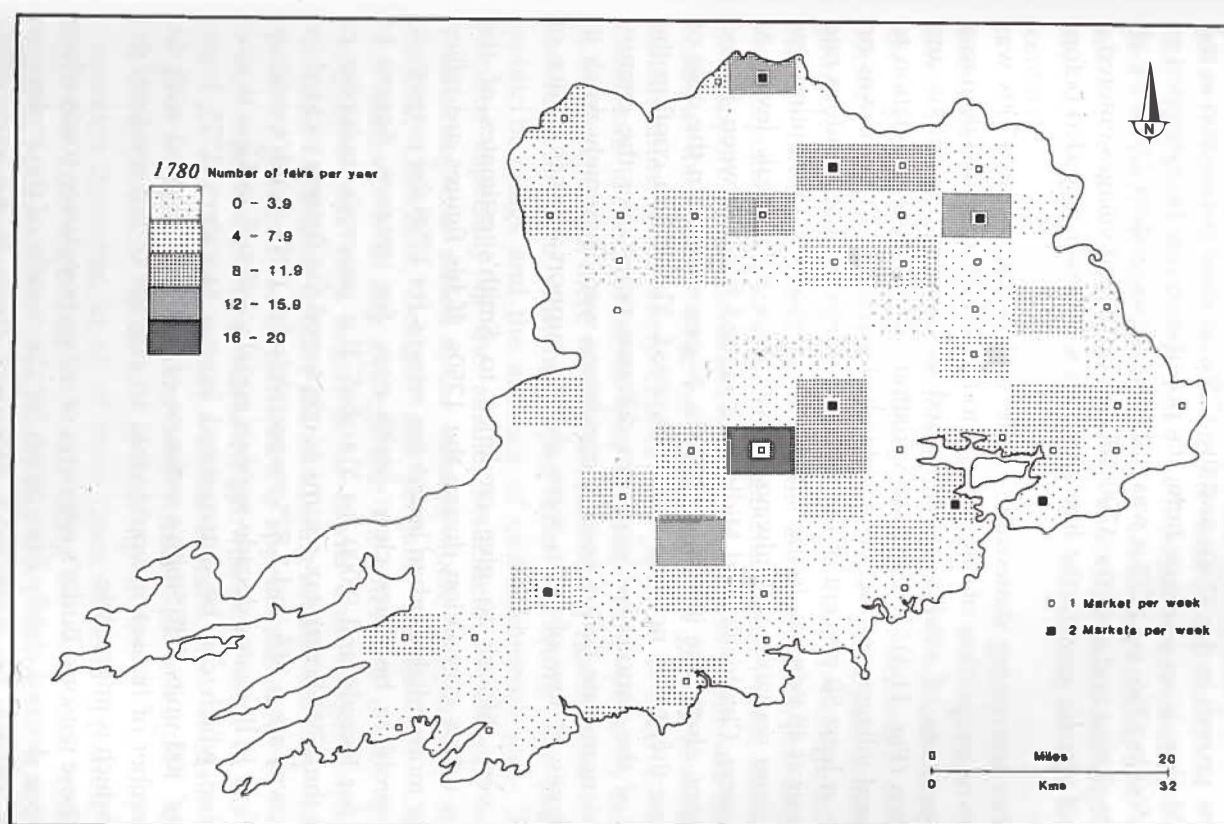 N
1780 Number of fairs per year
0 - 3.9
4 - 7.9
8 - 11.9
12 - 15.9
16 - 20
1 Market per week
2 Markets per week
0 Miles 20
0 Kms 32